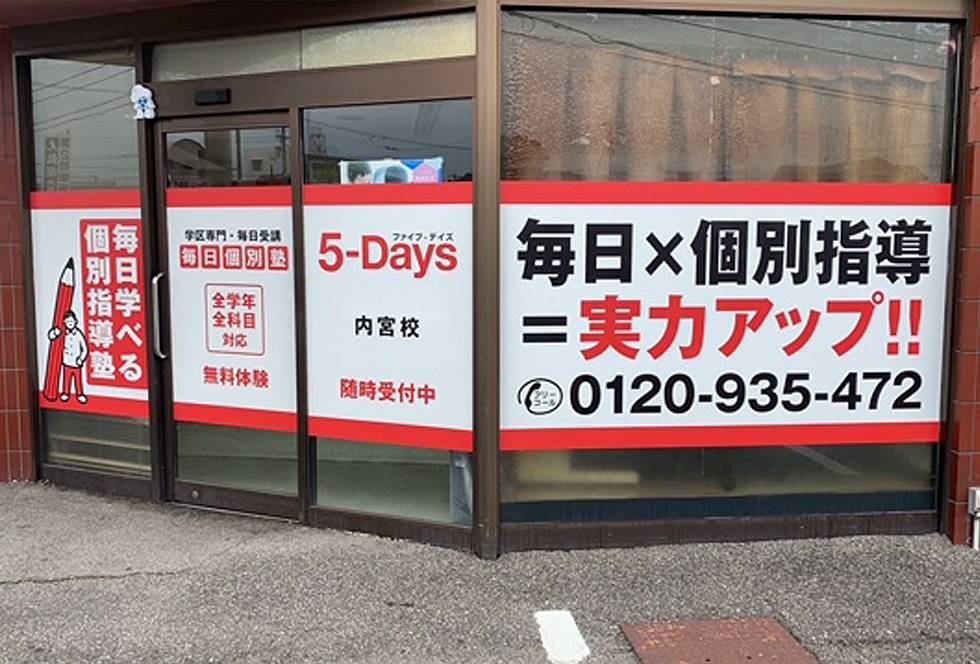 毎日学べる
個別指導塾
学区専門・毎日受講
毎日個別塾
全学年
全科目
対応
無料体験
ファイブ・デイズ
5-Days
内宮校
随時受付中
毎日×個別指導
=実力アップ!!
フリーコール
0120-935-472